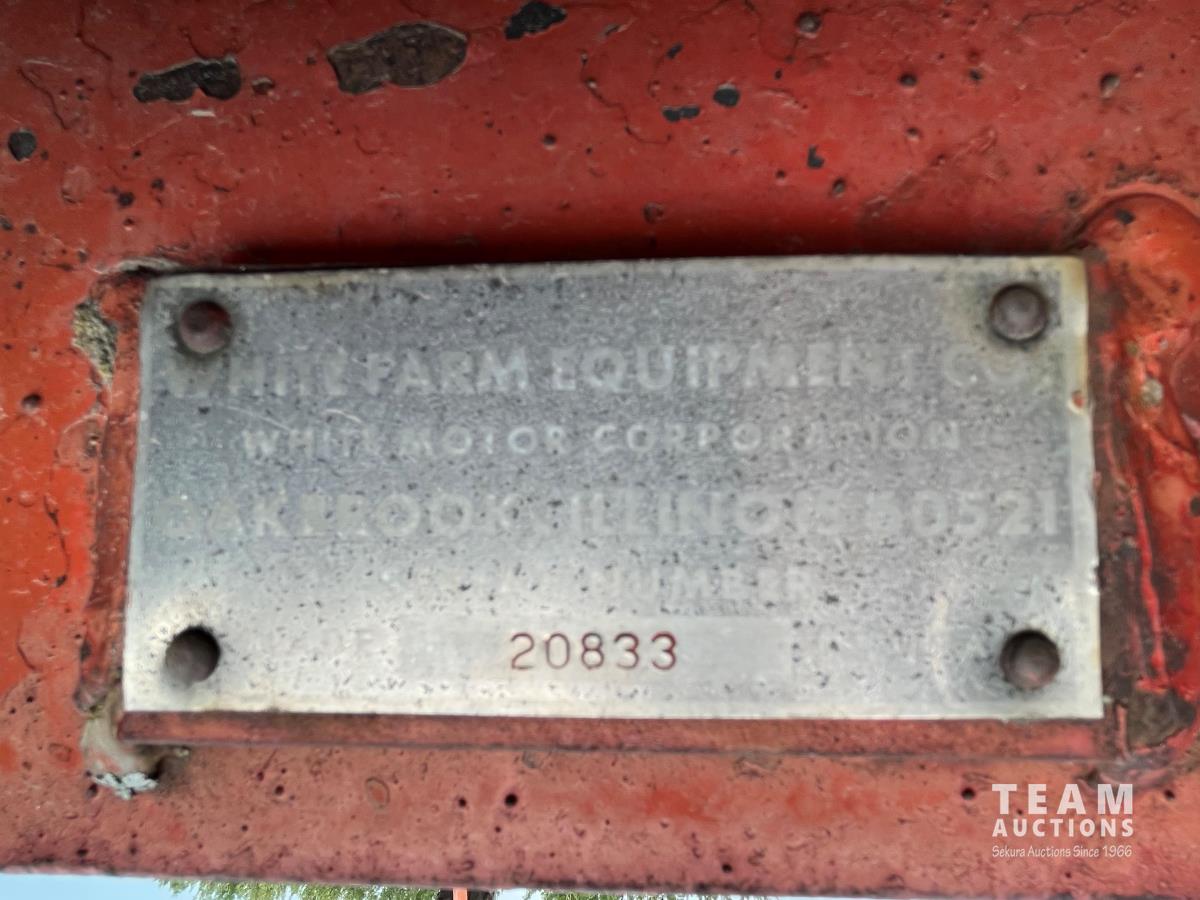 WHITE FARM EQUIPMENT CO.
WHITE MOTOR CORPORATION
OAKBROOK, ILLINOIS 60521
NUMBER
20833
TEAM
AUCTIONS
Sekura Auctions Since 1966